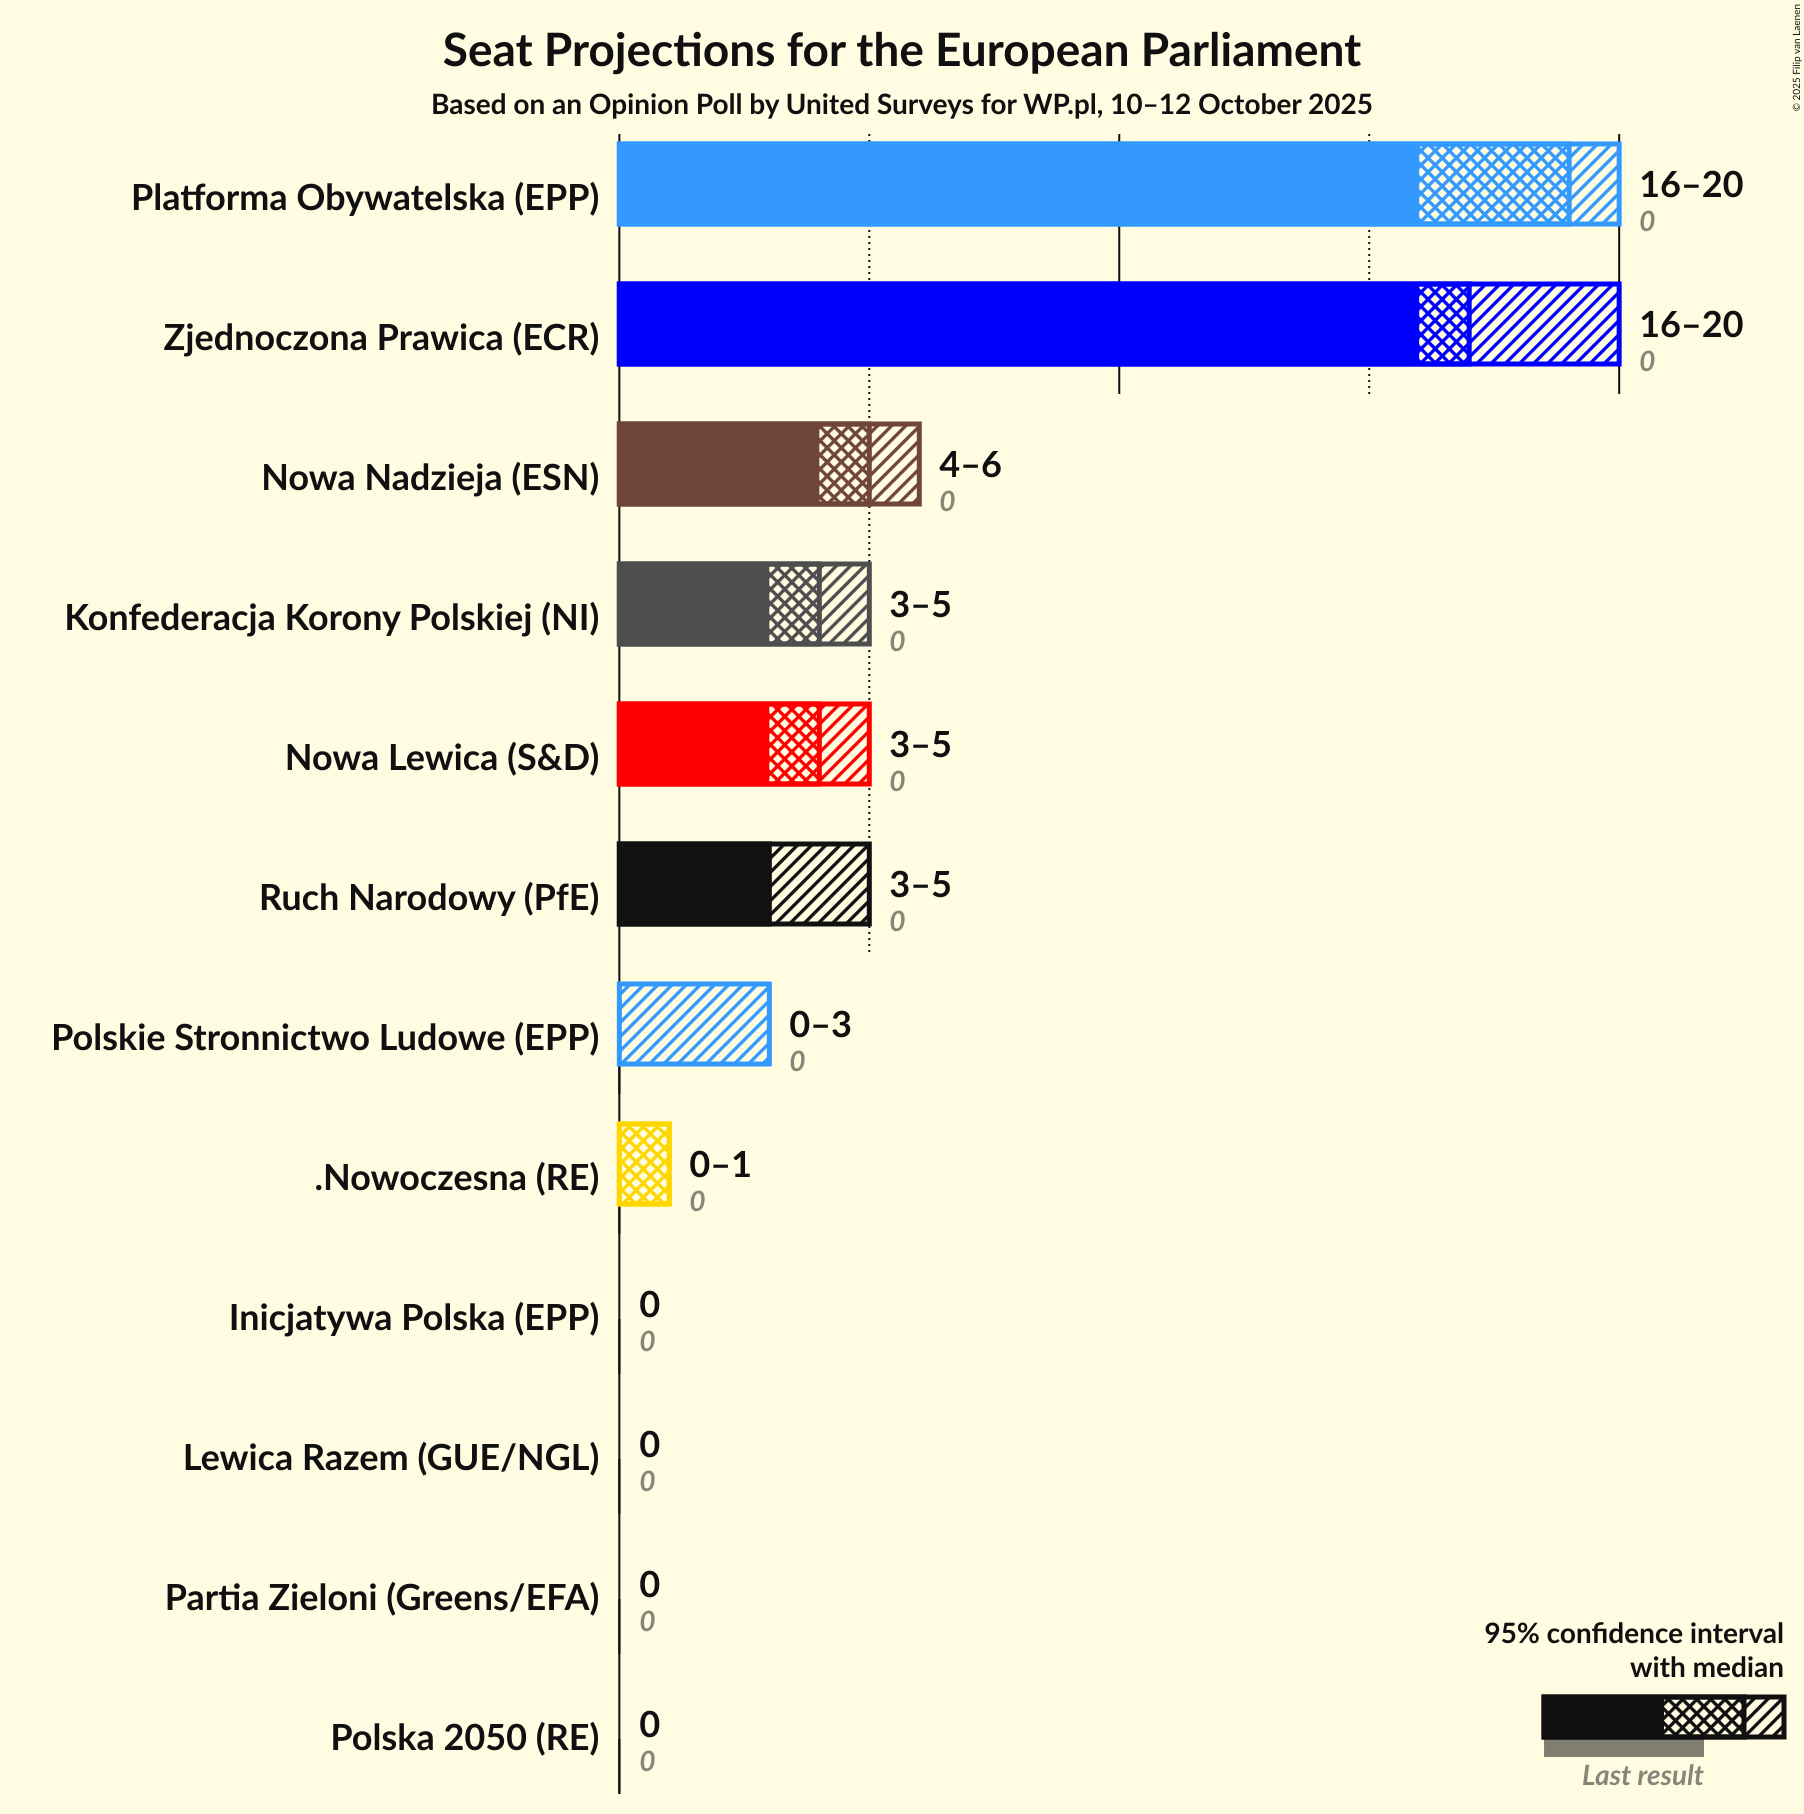 Seat Projections for the European Parliament
Based on an Opinion Poll by United Surveys for WP.pl, 10–12 October 2025
© 2025 Filip van Laenen
Platforma Obywatelska (EPP)
16–20
0
Zjednoczona Prawica (ECR)
16–20
0
Nowa Nadzieja (ESN)
4–6
0
Konfederacja Korony Polskiej (NI)
3–5
0
Nowa Lewica (S&D)
3–5
0
Ruch Narodowy (PfE)
3–5
0
Polskie Stronnictwo Ludowe (EPP)
0–3
0
.Nowoczesna (RE)
0–1
0
Inicjatywa Polska (EPP)
0
0
Lewica Razem (GUE/NGL)
0
0
Partia Zieloni (Greens/EFA)
0
0
Polska 2050 (RE)
0
0
95% confidence interval
with median
Last result